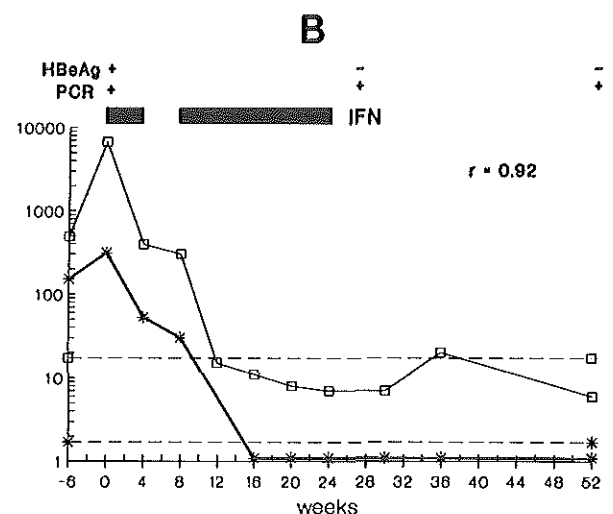 B
HBeAg + - -
PCR + + +
IFN
10000
r = 0.92
1000
100
10
1
-6 0 4 8 12 16 20 24 28 32 36 40 44 48 52
weeks